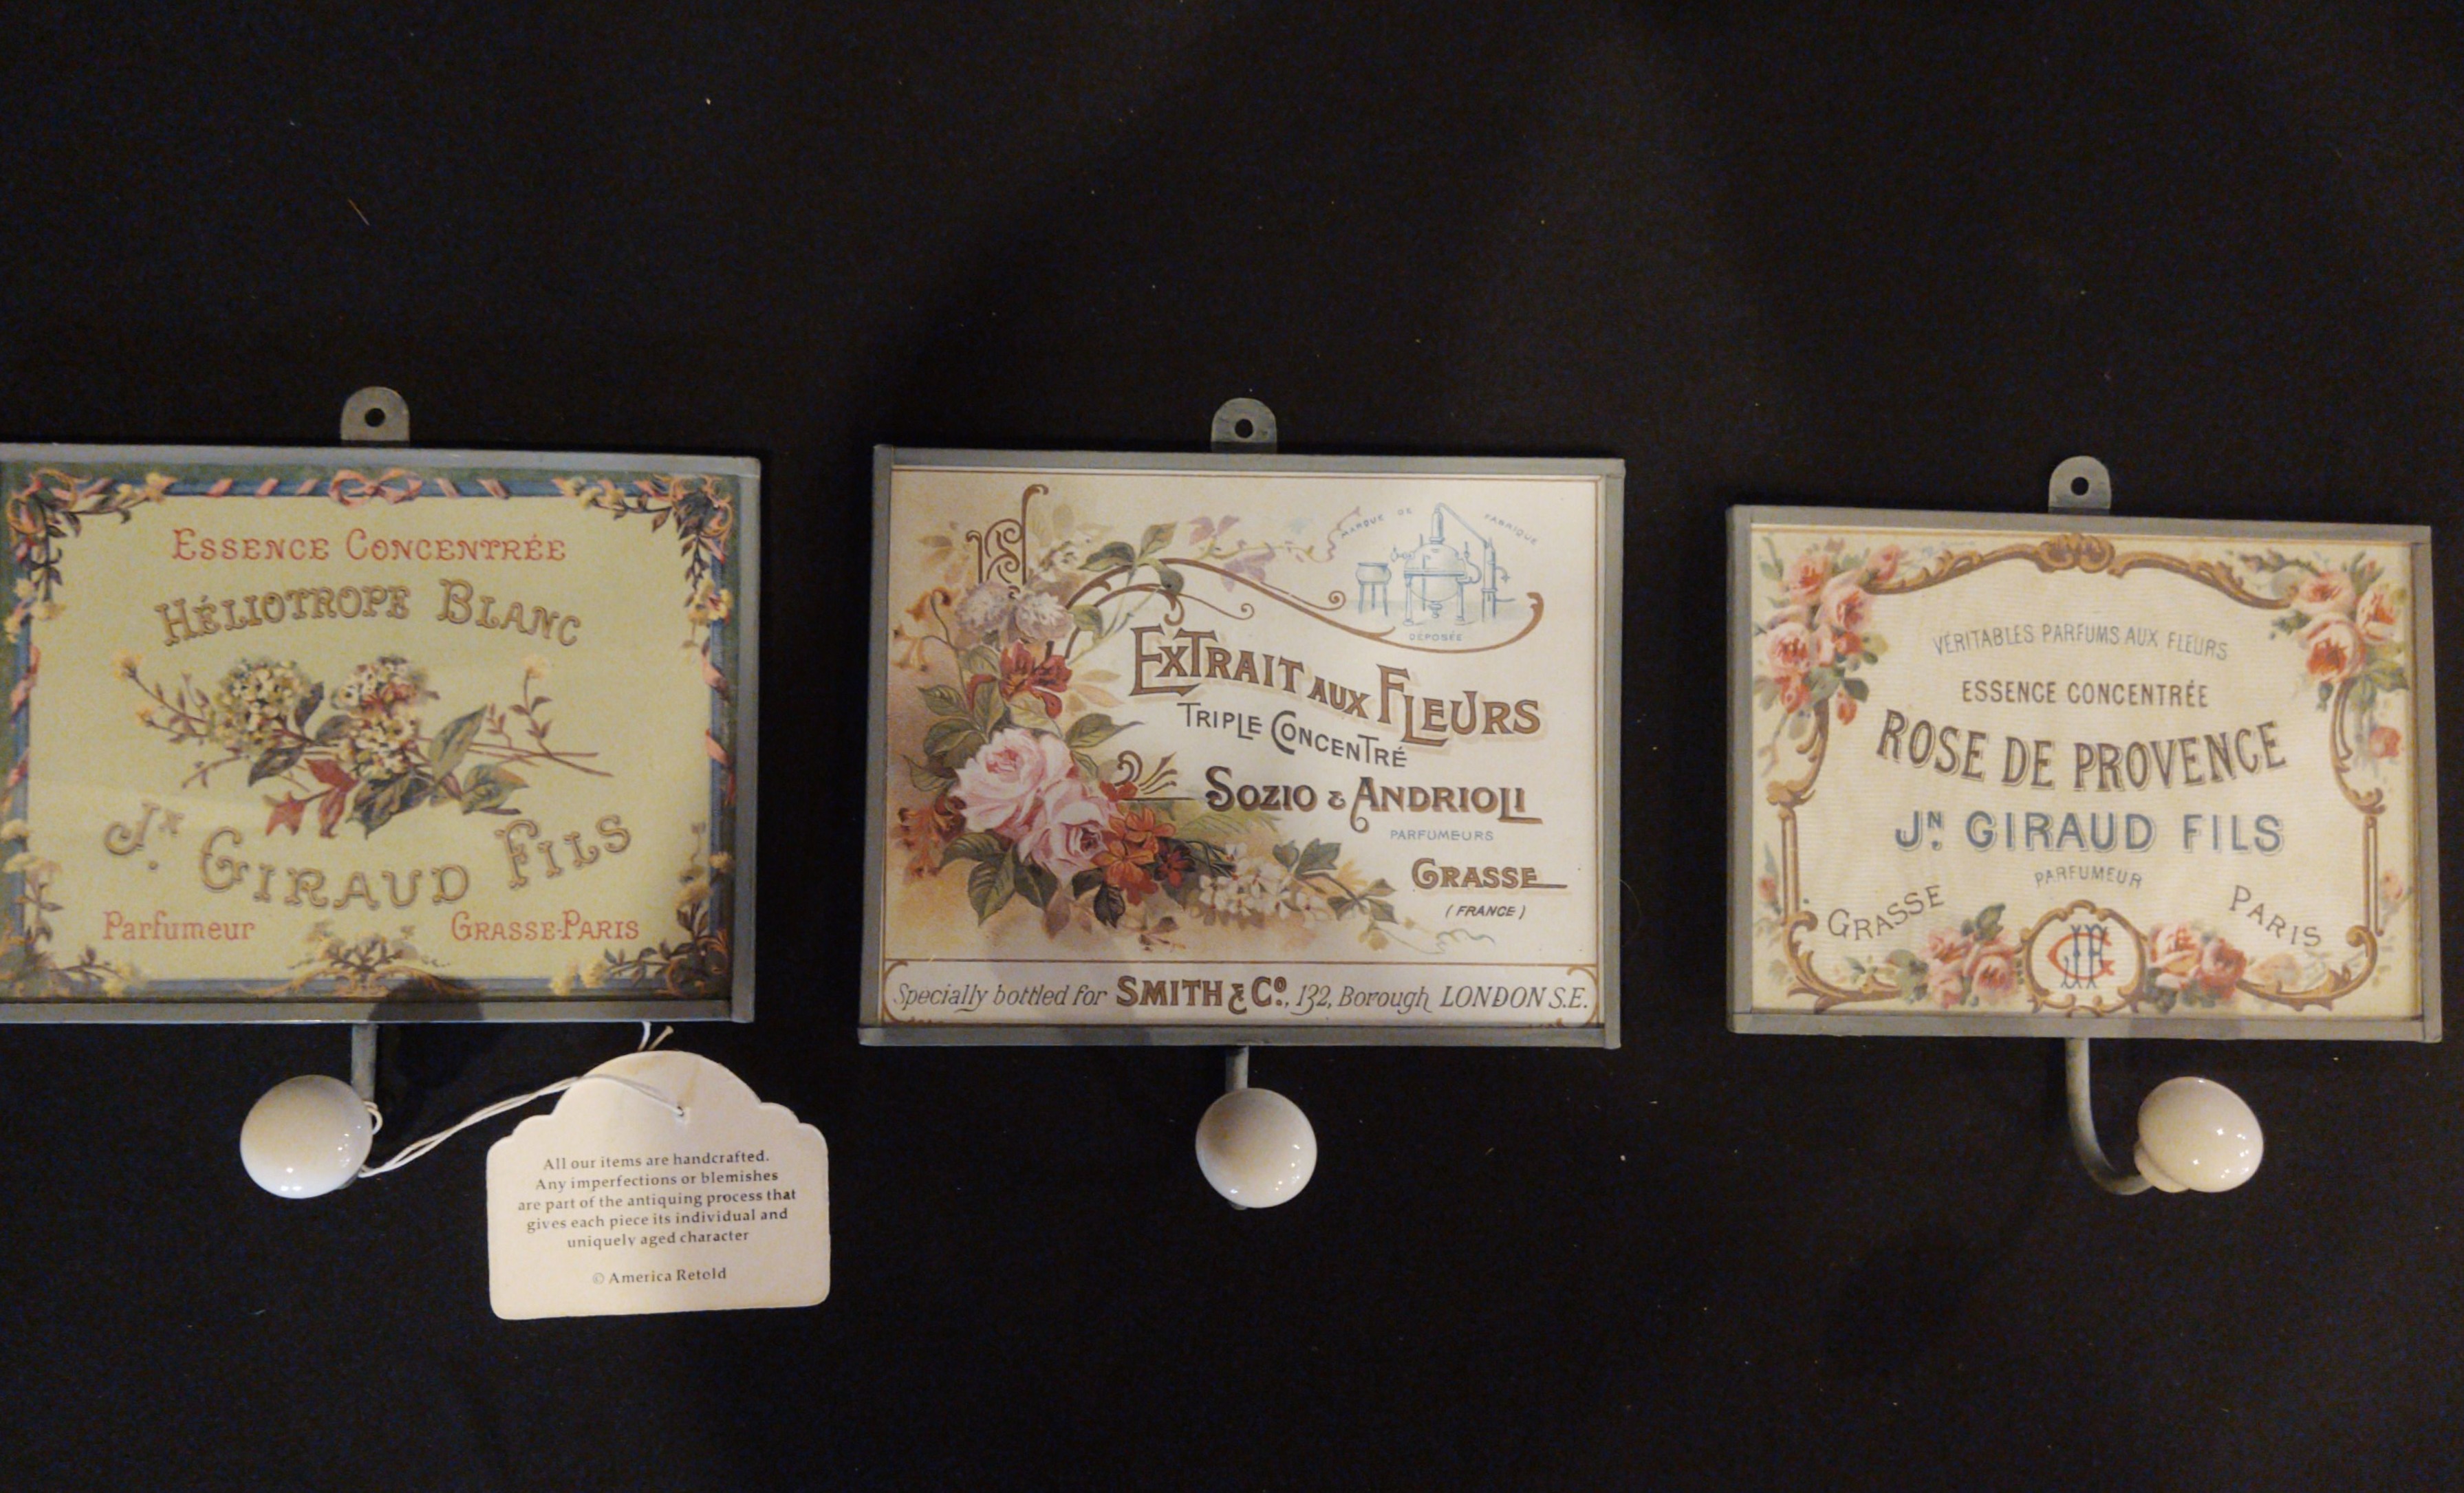 ESSENCE CONCENTRÉE
HÉLIOTROPE BLANC
JN. GIRAUD FILS
Parfumeur GRASSE-PARIS
All our items are handcrafted.
Any imperfections or blemishes
are part of the antiquing process that
gives each piece its individual and
uniquely aged character
© America Retold
MARQUE DE FABRIQUE
DÉPOSÉE
EXTRAIT AUX FLEURS
TRIPLE CONCENTRÉ
SOZIO & ANDRIOLI
PARFUMEURS
GRASSE
(FRANCE)
Specially bottled for SMITH & Co., 132, Borough LONDON S.E.
VÉRITABLES PARFUMS AUX FLEURS
ESSENCE CONCENTRÉE
ROSE DE PROVENCE
JN. GIRAUD FILS
PARFUMEUR
GRASSE PARIS